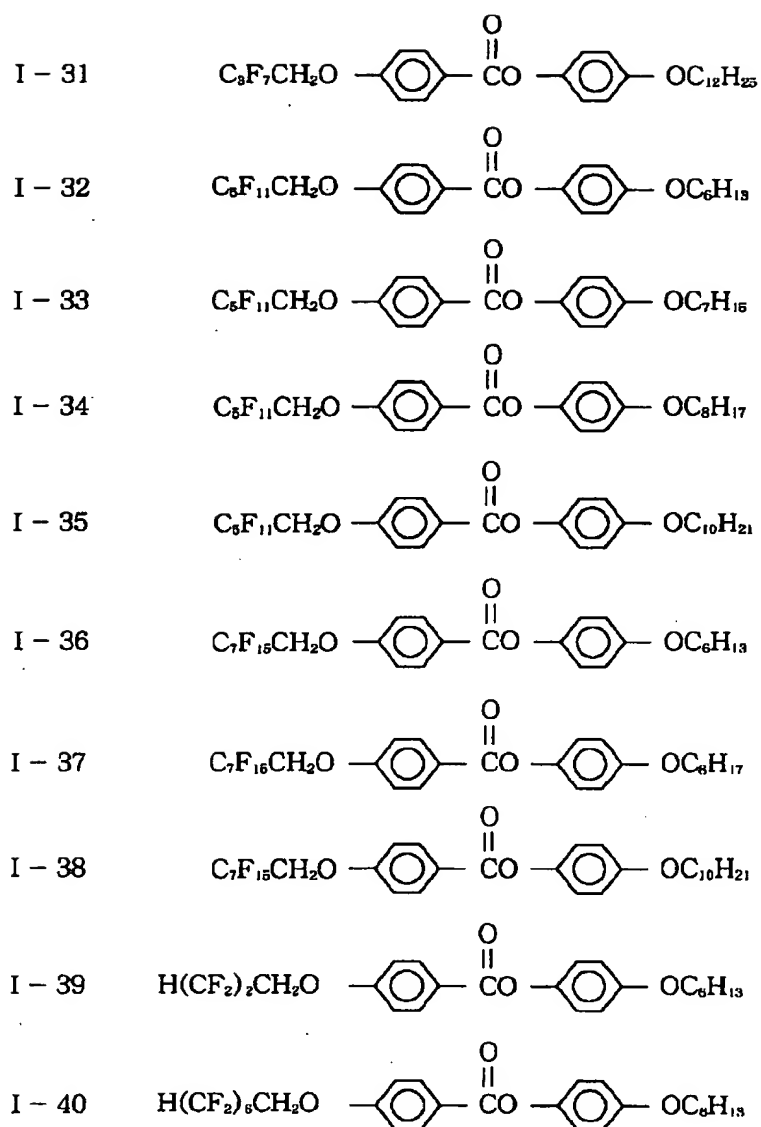 O
I – 31 C₃F₇CH₂O CO OC₁₂H₂₅
O
I – 32 C₅F₁₁CH₂O CO OC₆H₁₃
O
I – 33 C₅F₁₁CH₂O CO OC₇H₁₅
O
I – 34 C₅F₁₁CH₂O CO OC₈H₁₇
O
I – 35 C₅F₁₁CH₂O CO OC₁₀H₂₁
O
I – 36 C₇F₁₅CH₂O CO OC₆H₁₃
O
I – 37 C₇F₁₅CH₂O CO OC₈H₁₇
O
I – 38 C₇F₁₅CH₂O CO OC₁₀H₂₁
O
I – 39 H(CF₂)₂CH₂O CO OC₆H₁₃
O
I – 40 H(CF₂)₆CH₂O CO OC₆H₁₃